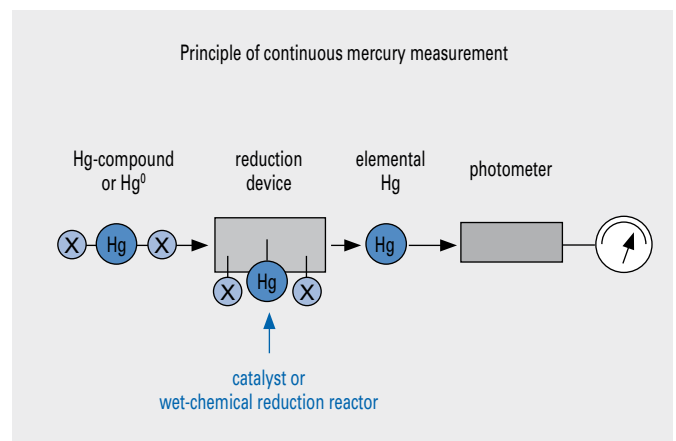 Principle of continuous mercury measurement
Hg-compound
or Hg⁰
reduction
device
elemental
Hg
photometer
X
Hg
X
Hg
X
Hg
X
catalyst or
wet-chemical reduction reactor